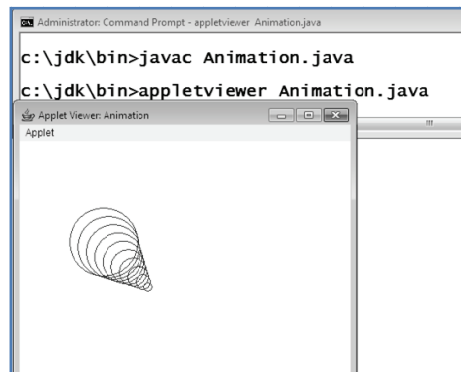 Administrator: Command Prompt - appletviewer Animation.java
c:\jdk\bin>javac Animation.java
c:\jdk\bin>appletviewer Animation.java
Applet Viewer: Animation
Applet